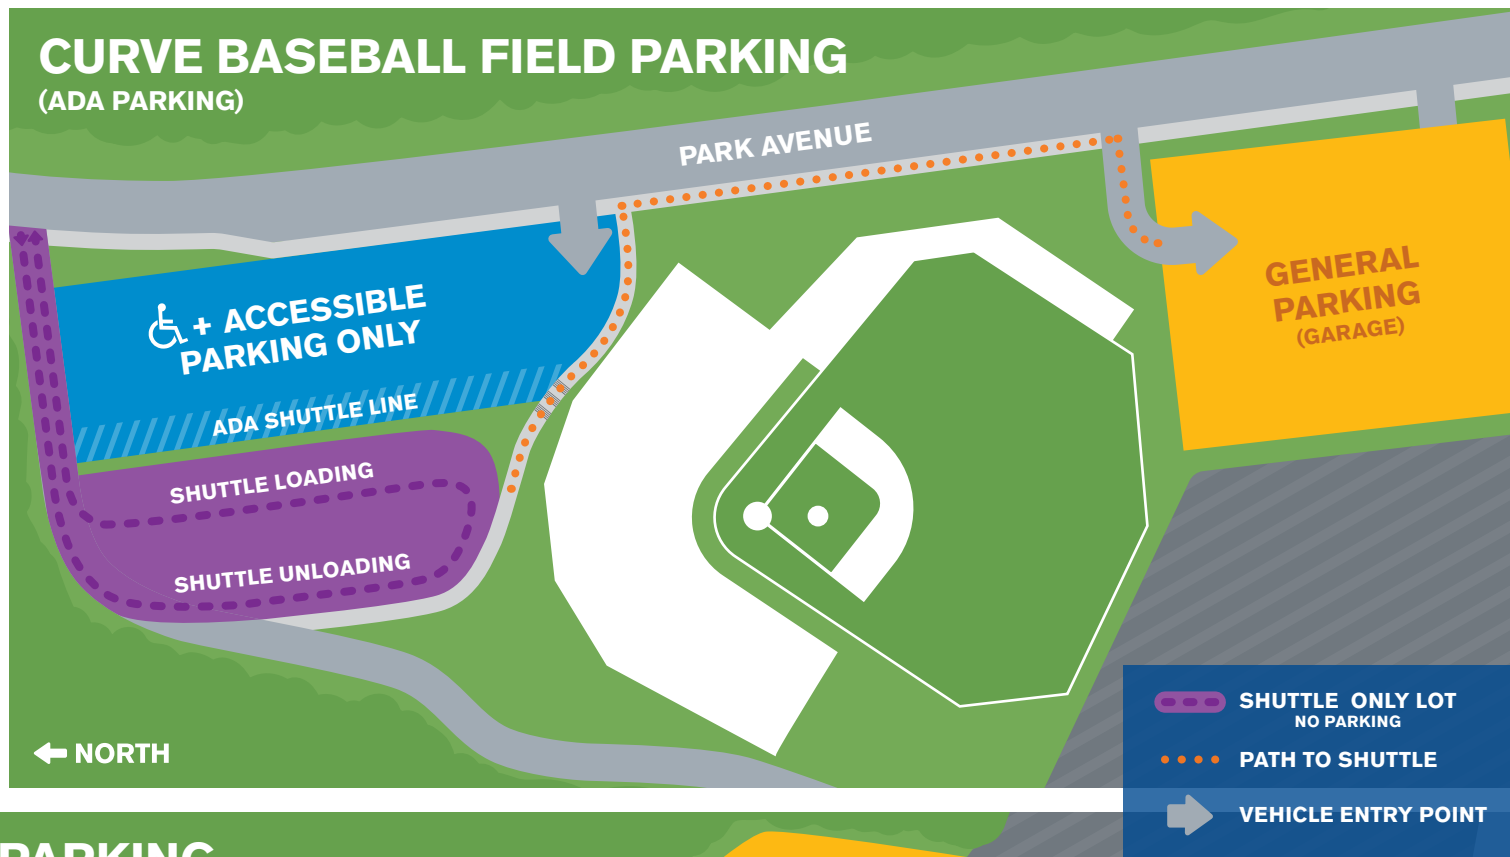 CURVE BASEBALL FIELD PARKING
(ADA PARKING)
PARK AVENUE
+ ACCESSIBLE
PARKING ONLY
ADA SHUTTLE LINE
SHUTTLE LOADING
SHUTTLE UNLOADING
GENERAL
PARKING
(GARAGE)
NORTH
SHUTTLE ONLY LOT
NO PARKING
PATH TO SHUTTLE
VEHICLE ENTRY POINT
PARKING